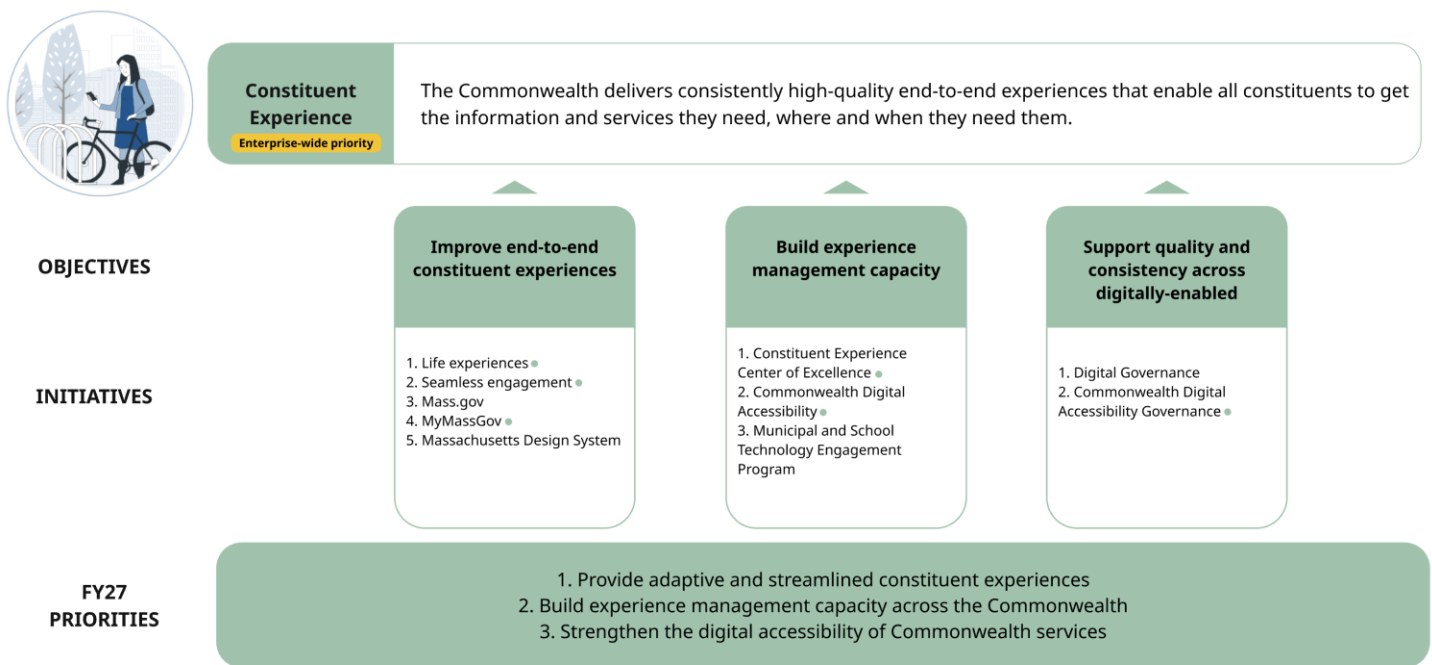 Constituent
Experience
Enterprise-wide priority
The Commonwealth delivers consistently high-quality end-to-end experiences that enable all constituents to get
the information and services they need, where and when they need them.
OBJECTIVES
Improve end-to-end
constituent experiences
Build experience
management capacity
Support quality and
consistency across
digitally-enabled
INITIATIVES
1. Life experiences
2. Seamless engagement
3. Mass.gov
4. MyMassGov
5. Massachusetts Design System
1. Constituent Experience
Center of Excellence
2. Commonwealth Digital
Accessibility
3. Municipal and School
Technology Engagement
Program
1. Digital Governance
2. Commonwealth Digital
Accessibility Governance
FY27
PRIORITIES
1. Provide adaptive and streamlined constituent experiences
2. Build experience management capacity across the Commonwealth
3. Strengthen the digital accessibility of Commonwealth services